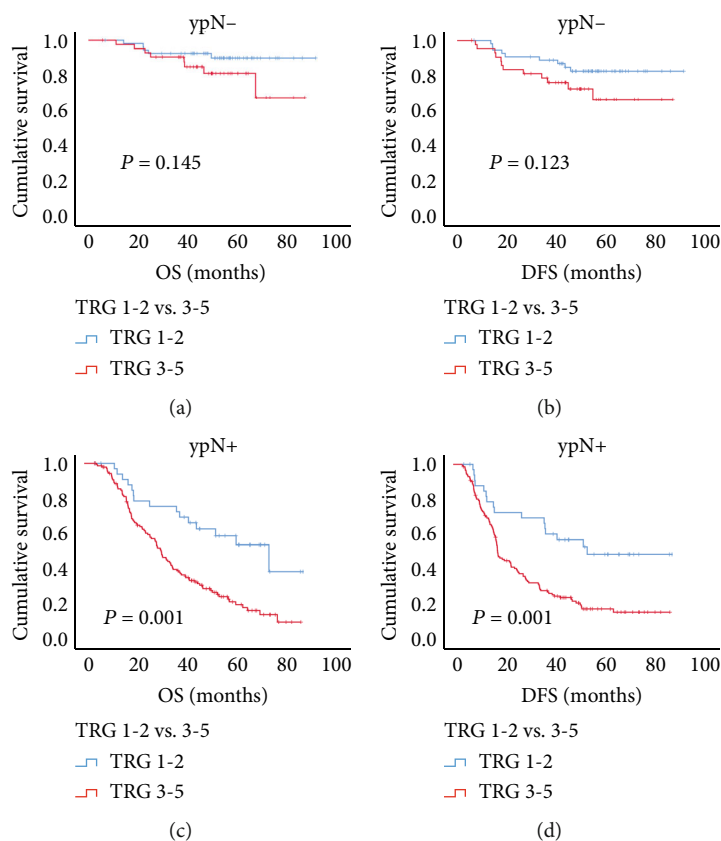 ypN–
Cumulative survival
1.0
0.8
0.6
0.4
0.2
0.0
P = 0.145
0 20 40 60 80 100
OS (months)
TRG 1-2 vs. 3-5
TRG 1-2
TRG 3-5
(a)
ypN–
Cumulative survival
1.0
0.8
0.6
0.4
0.2
0.0
P = 0.123
0 20 40 60 80 100
DFS (months)
TRG 1-2 vs. 3-5
TRG 1-2
TRG 3-5
(b)
ypN+
Cumulative survival
1.0
0.8
0.6
0.4
0.2
0.0
P = 0.001
0 20 40 60 80 100
OS (months)
TRG 1-2 vs. 3-5
TRG 1-2
TRG 3-5
(c)
ypN+
Cumulative survival
1.0
0.8
0.6
0.4
0.2
0.0
P = 0.001
0 20 40 60 80 100
DFS (months)
TRG 1-2 vs. 3-5
TRG 1-2
TRG 3-5
(d)